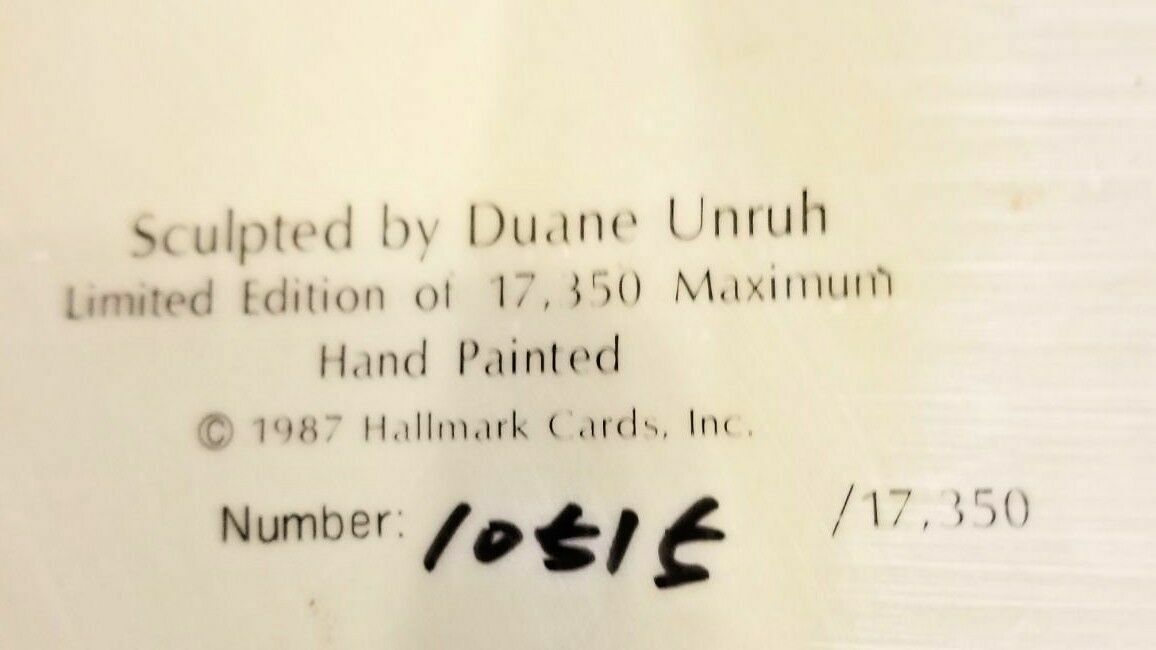 Sculpted by Duane Unruh
Limited Edition of 17,350 Maximum
Hand Painted
© 1987 Hallmark Cards, Inc.
Number: 10515 /17,350